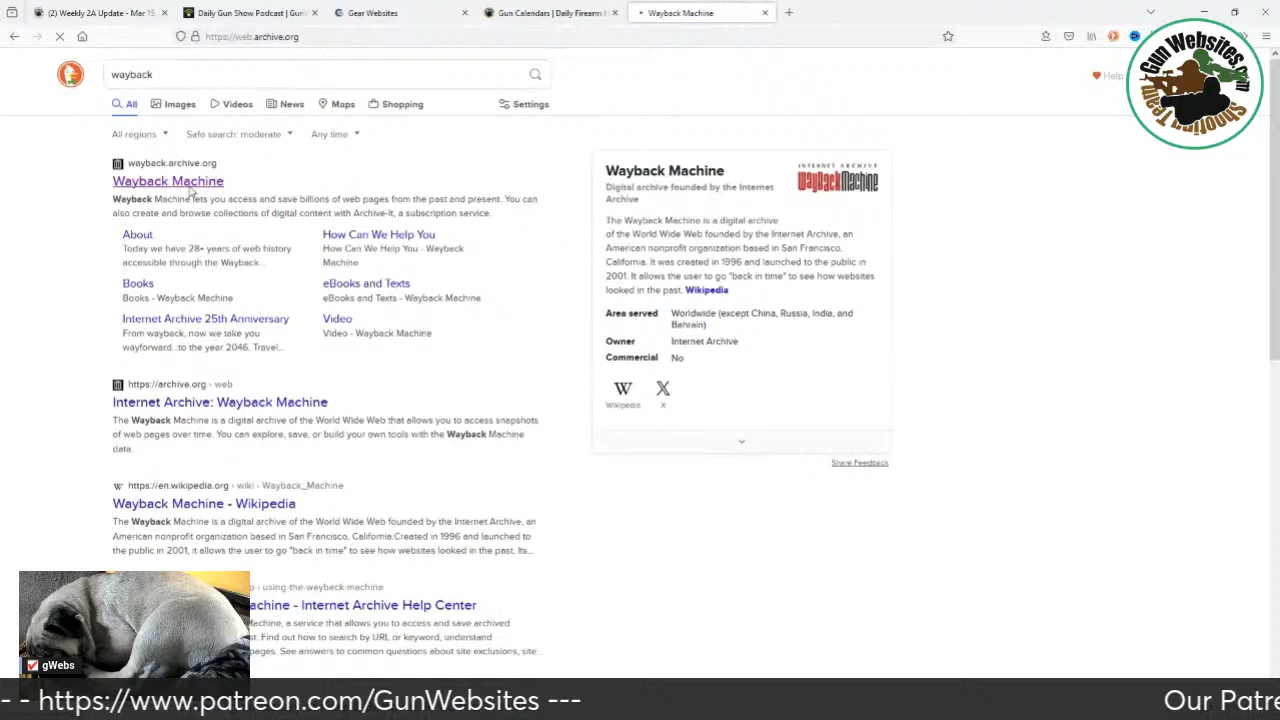 (2) Weekly 2A Update - Mar 15
Daily Gun Show Podcast | Gun
Gear Websites
Gun Calendars | Daily Firearm H
Wayback Machine
https://web.archive.org
wayback
Help
All
Images
Videos
News
Maps
Shopping
Settings
All regions
Safe search: moderate
Any time
wayback.archive.org
Wayback Machine
Wayback Machine lets you access and save billions of web pages from the past and present. You can
also create and browse collections of digital content with Archive-It, a subscription service.
About
Today we have 28+ years of web history
accessible through the Wayback..
How Can We Help You
How Can We Help You - Wayback
Machine
Books
Books - Wayback Machine
eBooks and Texts
eBooks and Texts - Wayback Machine
Internet Archive 25th Anniversary
From wayback, now we take you
wayforward...to the year 2046. Travel...
Video
Video - Wayback Machine
https://archive.org › web
Internet Archive: Wayback Machine
The Wayback Machine is a digital archive of the World Wide Web that allows you to access snapshots
of web pages over time. You can explore, save, or build your own tools with the Wayback Machine
data.
https://en.wikipedia.org › wiki › Wayback_Machine
Wayback Machine - Wikipedia
The Wayback Machine is a digital archive of the World Wide Web founded by the Internet Archive, an
American nonprofit organization based in San Francisco, California.Created in 1996 and launched to
the public in 2001, it allows the user to go "back in time" to see how websites looked in the past. Its...
› using-the-wayback-machine
achine - Internet Archive Help Center
Machine, a service that allows you to access and save archived
st. Find out how to search by URL or keyword, understand
pages. See answers to common questions about site exclusions, site...
Wayback Machine
Digital archive founded by the Internet
Archive
INTERNET ARCHIVE
WayBackMachine
The Wayback Machine is a digital archive
of the World Wide Web founded by the Internet Archive, an
American nonprofit organization based in San Francisco,
California. It was created in 1996 and launched to the public in
2001. It allows the user to go "back in time" to see how websites
looked in the past. Wikipedia
Area served Worldwide (except China, Russia, India, and
Bahrain)
Owner Internet Archive
Commercial No
W
X
Wikipedia
X
Share Feedback
Gun Websites.com
Shooting Team
gWebs
- - https://www.patreon.com/GunWebsites ---
Our Patre